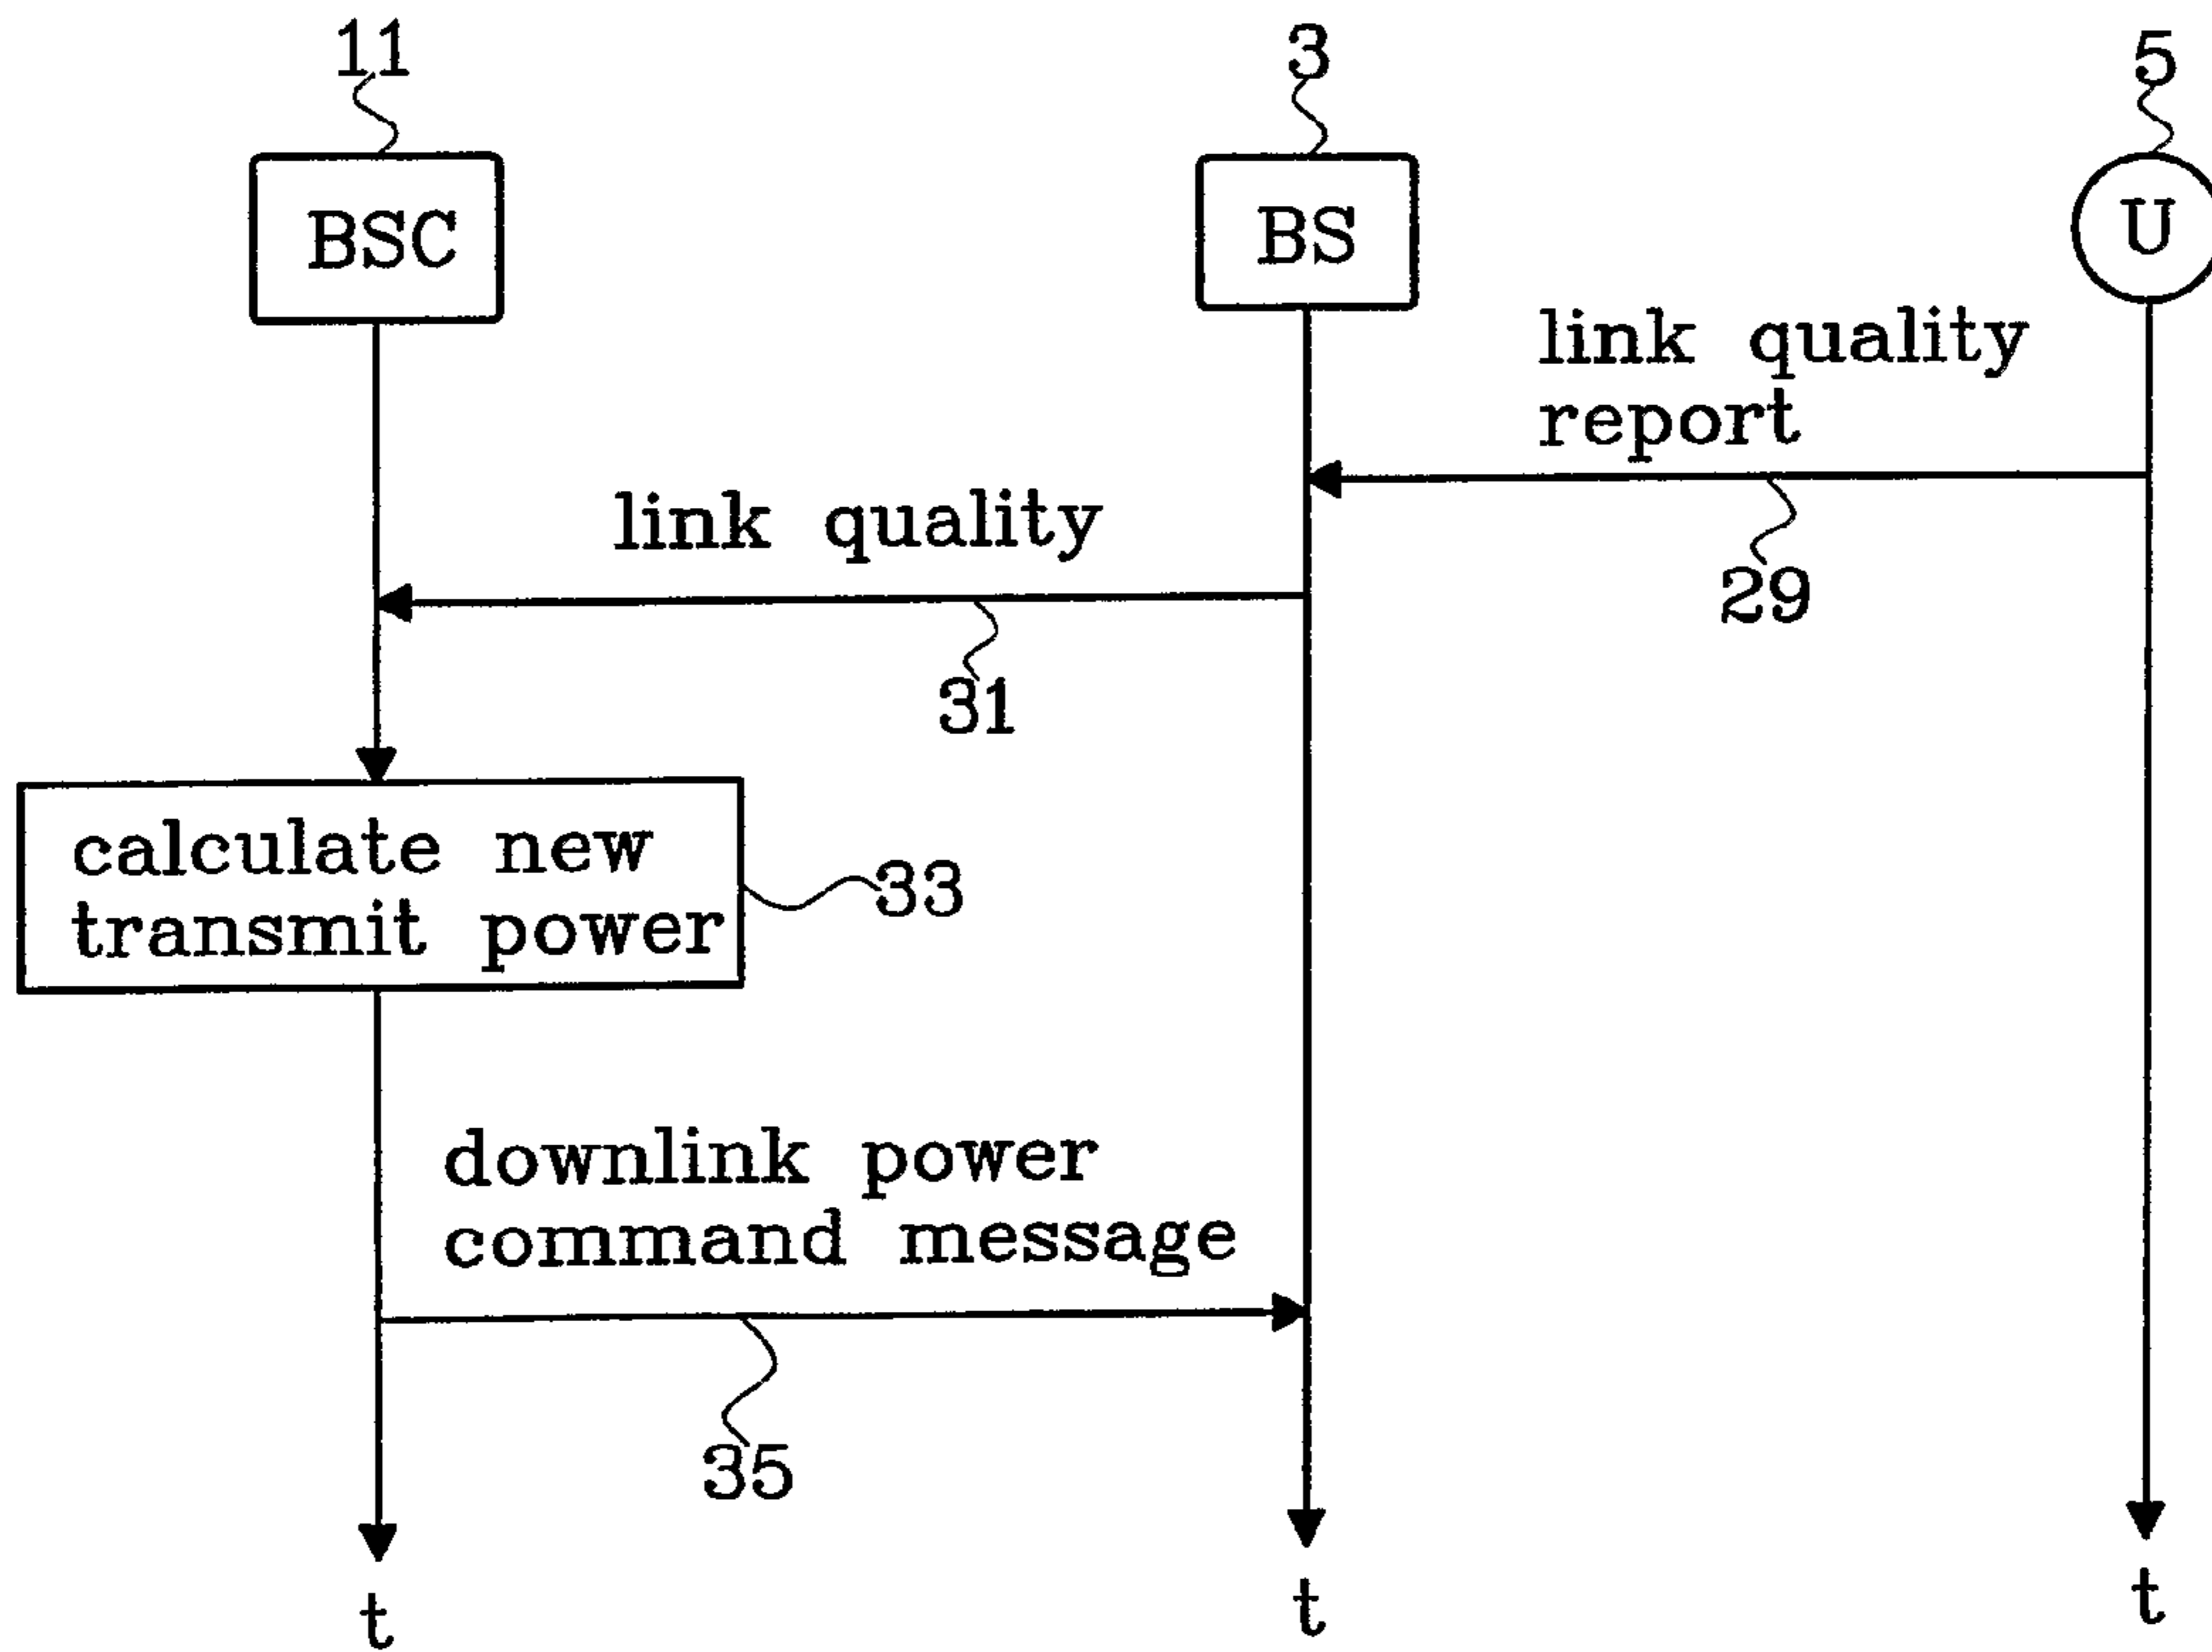 11
3
5
BSC
BS
U
link quality
report
29
link quality
31
calculate new
transmit power
33
downlink power
command message
35
t
t
t